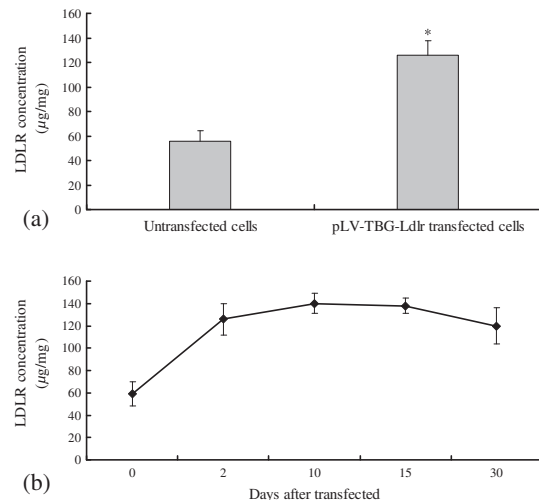 160
140
120
100
80
60
40
20
0
LDLR concentration
(µg/mg)
*
Untransfected cells
pLV-TBG-Ldlr transfected cells
(a)
160
140
120
100
80
60
40
20
0
LDLR concentration
(µg/mg)
0 2 10 15 30
Days after transfected
(b)